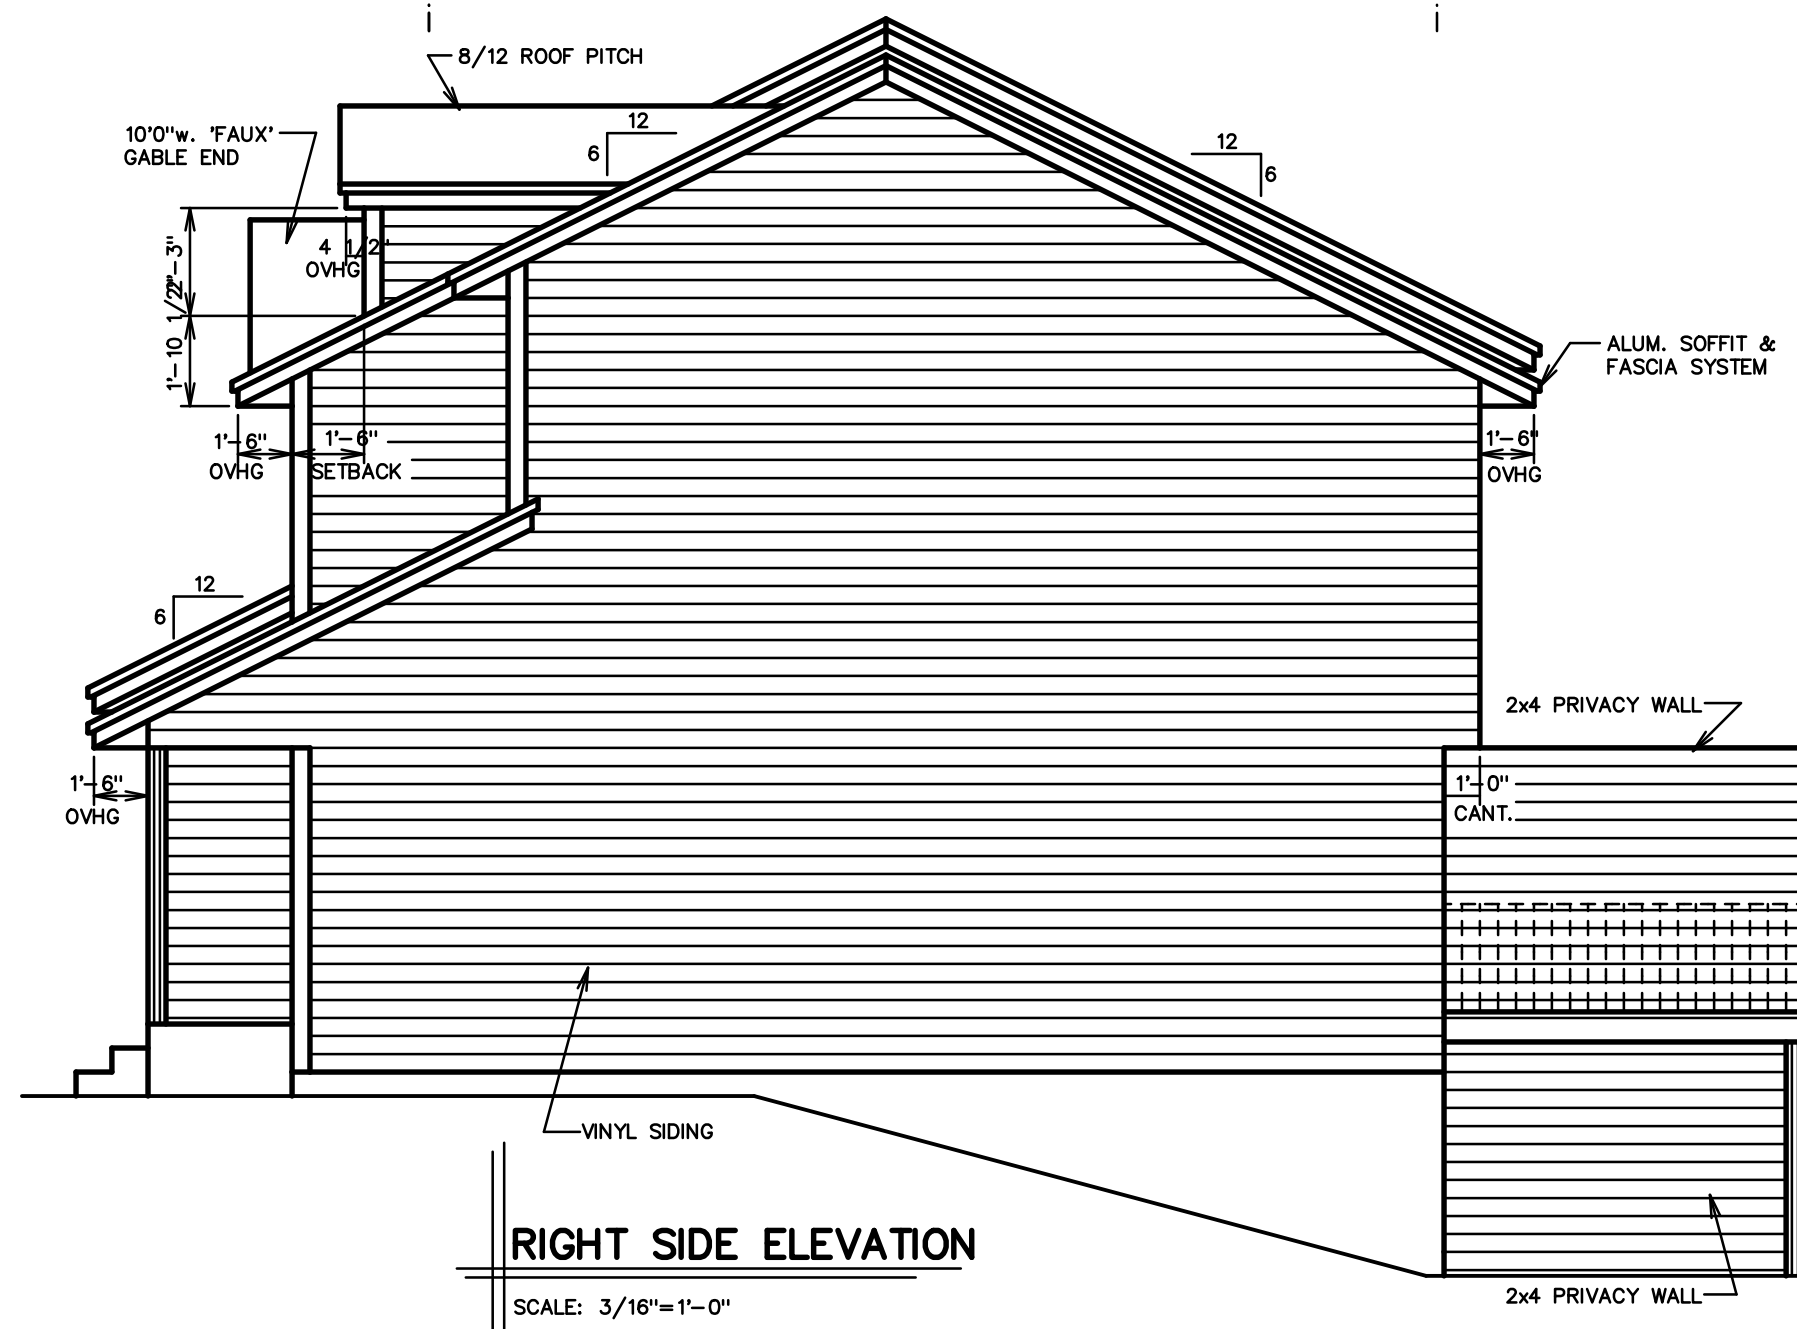 8/12 ROOF PITCH
10'0"w. 'FAUX'
GABLE END
12
6
12
6
4 1/2"
OVHG
2'-3"
1'-10 1/2"
ALUM. SOFFIT &
FASCIA SYSTEM
1'-6"
OVHG
1'-6"
SETBACK
1'-6"
OVHG
12
6
2x4 PRIVACY WALL
1'-6"
OVHG
1'-0"
CANT.
VINYL SIDING
RIGHT SIDE ELEVATION
SCALE: 3/16"=1'-0"
2x4 PRIVACY WALL